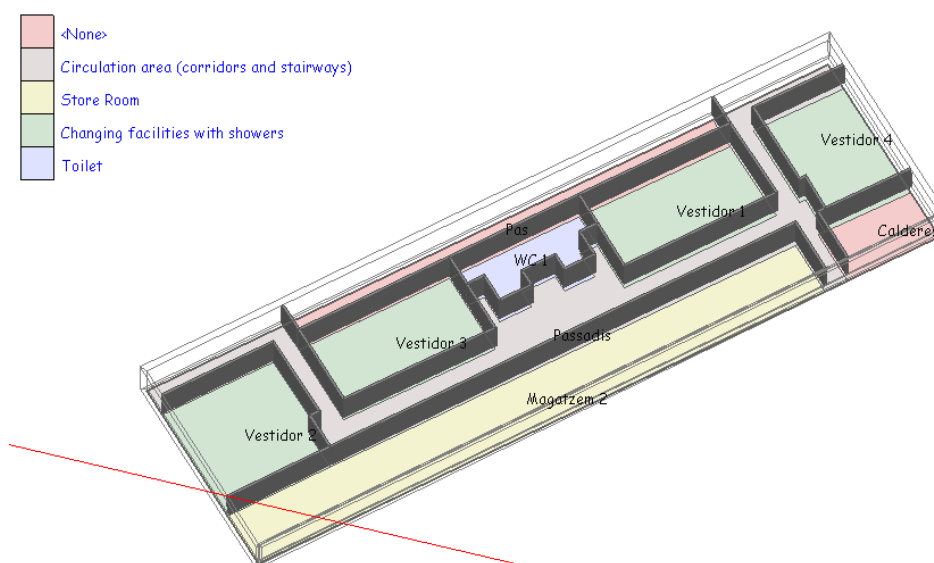 <None>
Circulation area (corridors and stairways)
Store Room
Changing facilities with showers
Toilet
Vestidor 4
Vestidor 1
Pas
Caldere
WC 1
Passadis
Vestidor 3
Magatzem 2
Vestidor 2